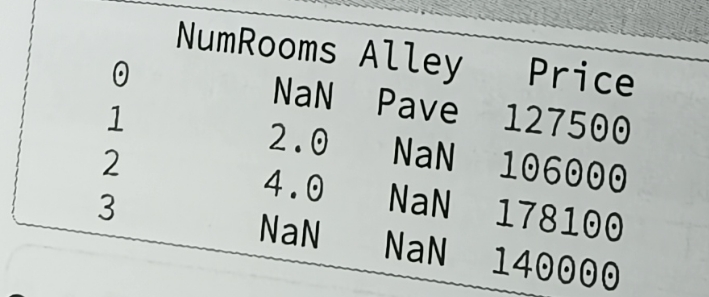 NumRooms Alley Price
0 NaN Pave 127500
1 2.0 NaN 106000
2 4.0 NaN 178100
3 NaN NaN 140000